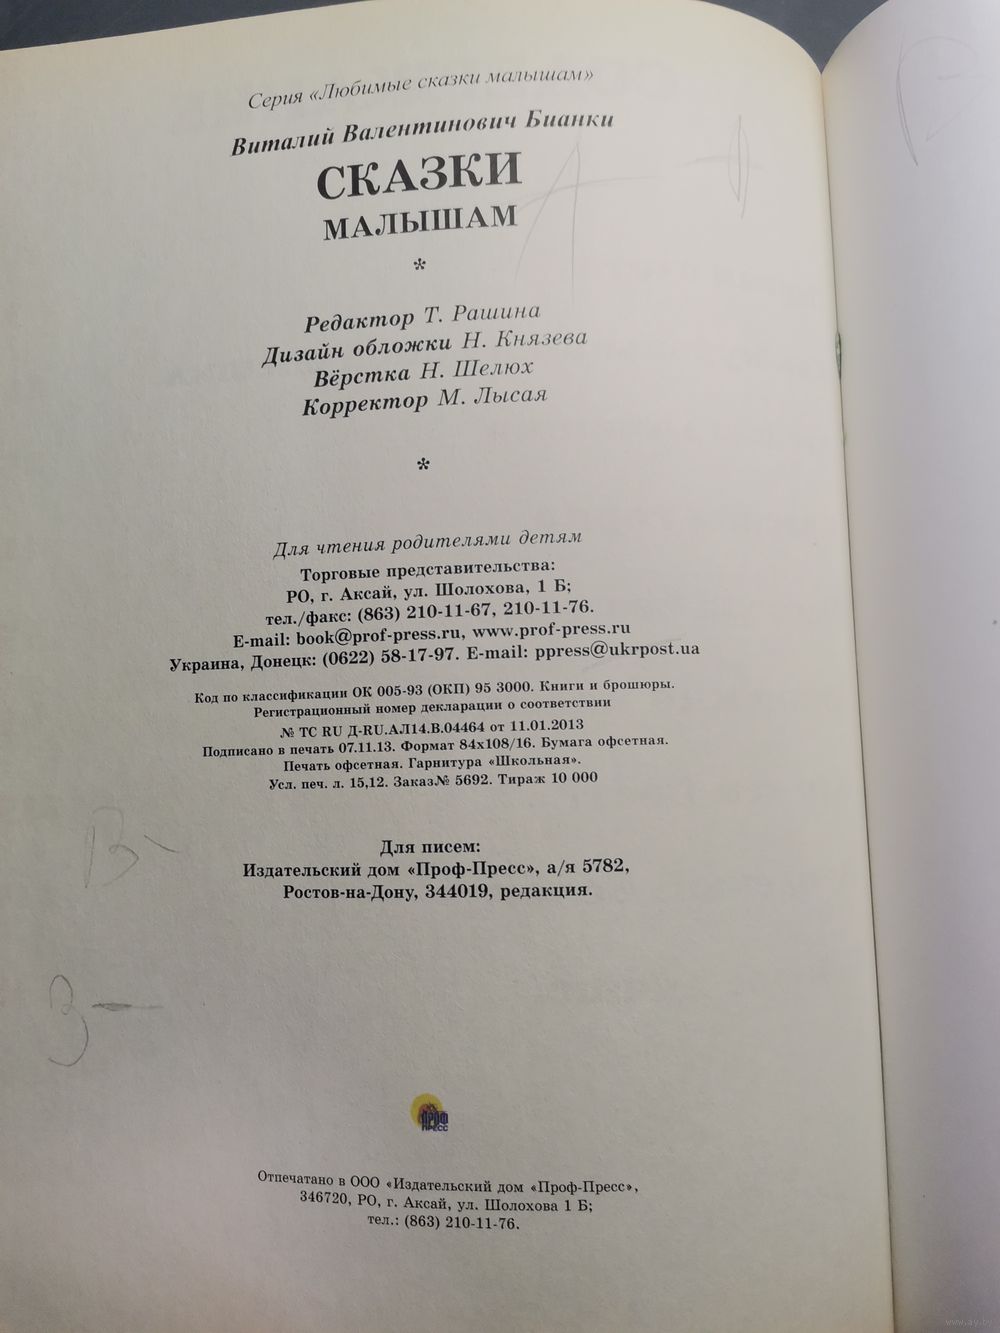 Серия «Любимые сказки малышам»
Виталий Валентинович Бианки
СКАЗКИ
МАЛЫШАМ
*
Редактор Т. Рашина
Дизайн обложки Н. Князева
Вёрстка Н. Шелюх
Корректор М. Лысая
*
Для чтения родителями детям
Торговые представительства:
РО, г. Аксай, ул. Шолохова, 1 Б;
тел./факс: (863) 210-11-67, 210-11-76.
E-mail: book@prof-press.ru, www.prof-press.ru
Украина, Донецк: (0622) 58-17-97. E-mail: ppress@ukrpost.ua
Код по классификации ОК 005-93 (ОКП) 95 3000. Книги и брошюры.
Регистрационный номер декларации о соответствии
№ ТС RU Д-RU.АЛ14.В.04464 от 11.01.2013
Подписано в печать 07.11.13. Формат 84х108/16. Бумага офсетная.
Печать офсетная. Гарнитура «Школьная».
Усл. печ. л. 15,12. Заказ№ 5692. Тираж 10 000
Для писем:
Издательский дом «Проф-Пресс», а/я 5782,
Ростов-на-Дону, 344019, редакция.
В-
З-
ПРОФ
ПРЕСС
Отпечатано в ООО «Издательский дом «Проф-Пресс»,
346720, РО, г. Аксай, ул. Шолохова 1 Б;
тел.: (863) 210-11-76.
www.ay.by